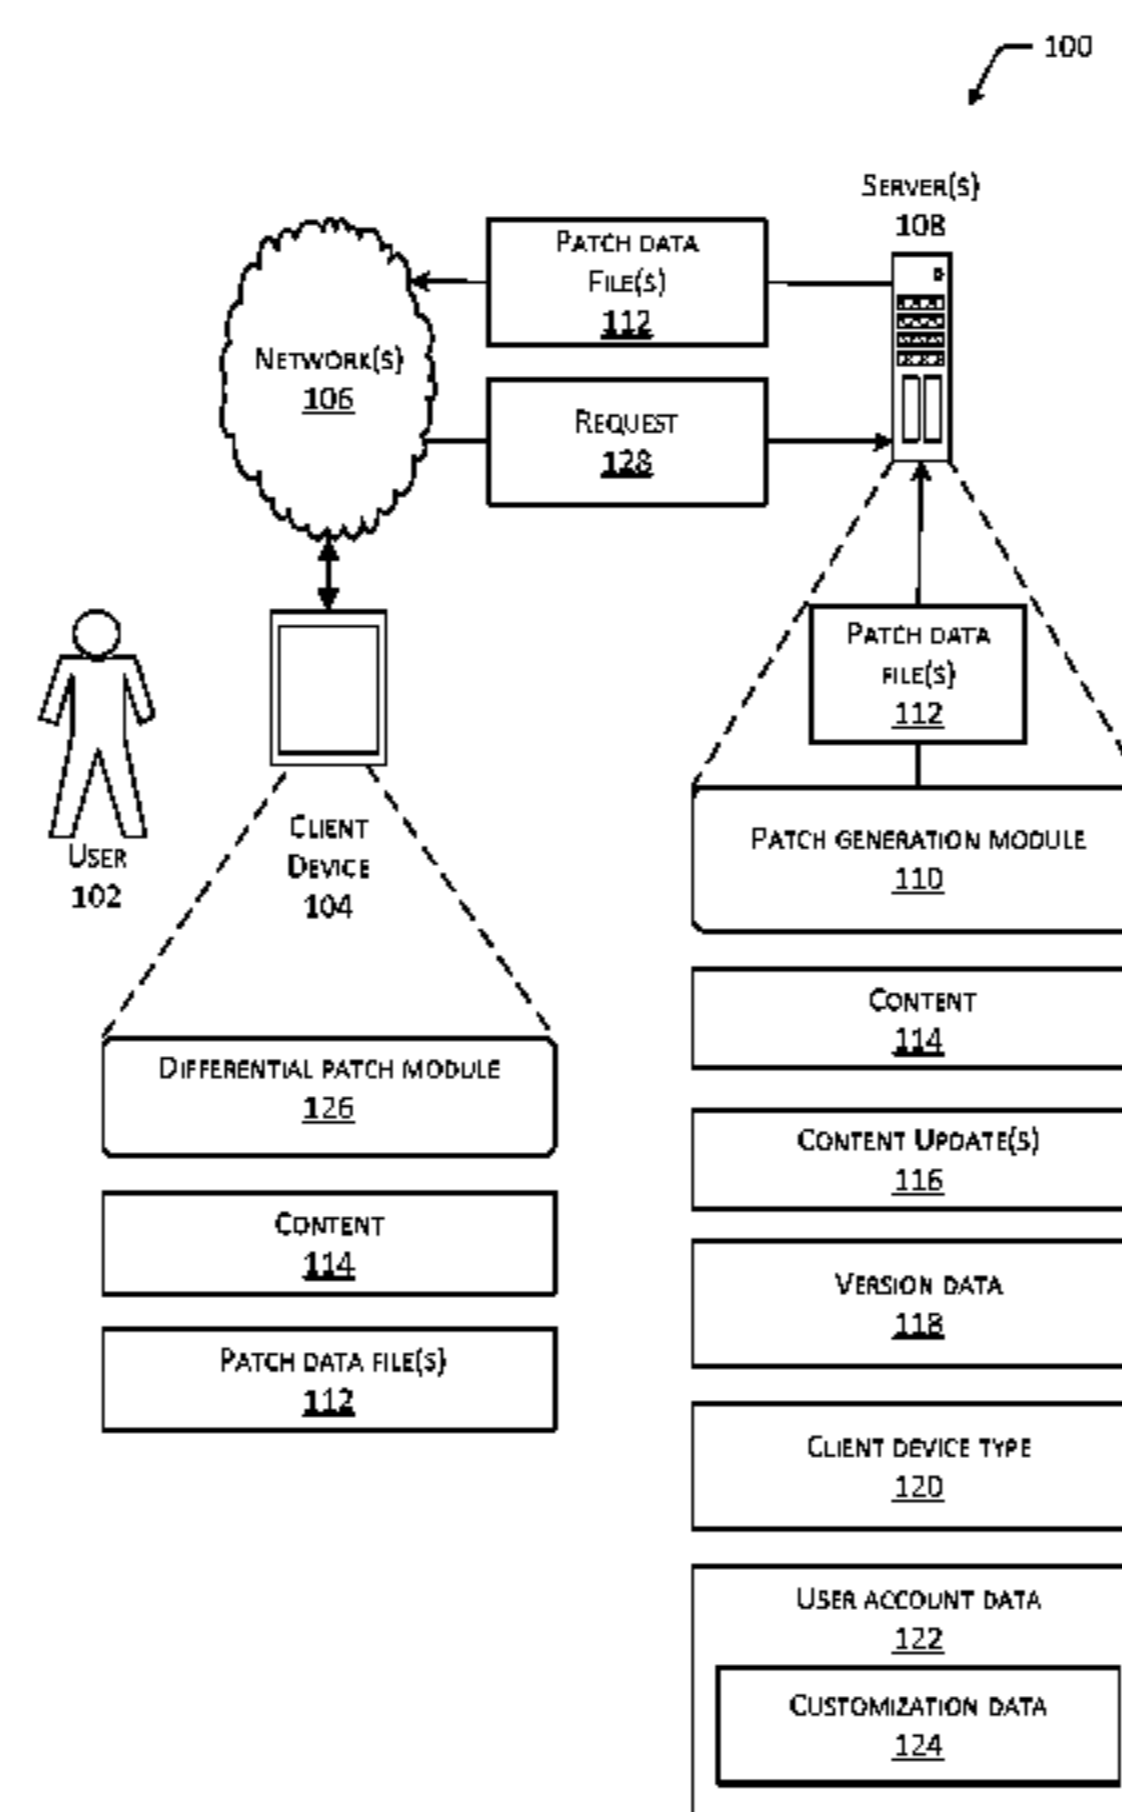 100
Server(s)
108
Patch data
File(s)
112
Network(s)
106
Request
128
Patch data
file(s)
112
Client
Device
104
User
102
Patch generation module
110
Content
114
Differential patch module
126
Content Update(s)
116
Content
114
Version data
118
Patch data file(s)
112
Client device type
120
User account data
122
Customization data
124